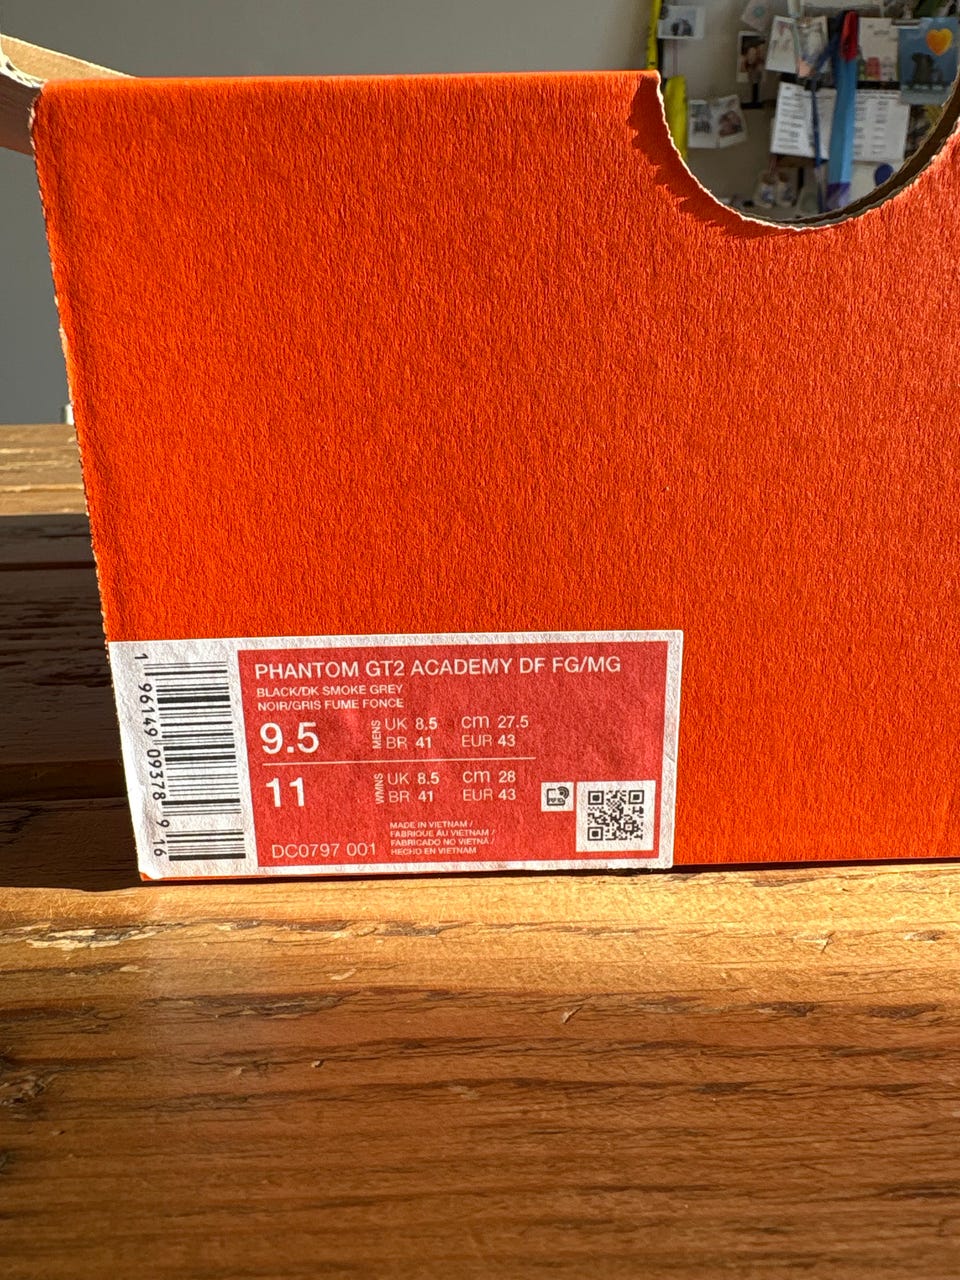 1 96149 09378 9 16
PHANTOM GT2 ACADEMY DF FG/MG
BLACK/DK SMOKE GREY
NOIR/GRIS FUME FONCE
9.5 MENS UK 8.5 cm 27.5
BR 41 EUR 43
11 WMNS UK 8.5 cm 28
BR 41 EUR 43
MADE IN VIETNAM /
FABRIQUE AU VIETNAM /
FABRICADO NO VIETNÃ /
HECHO EN VIETNAM
DC0797 001